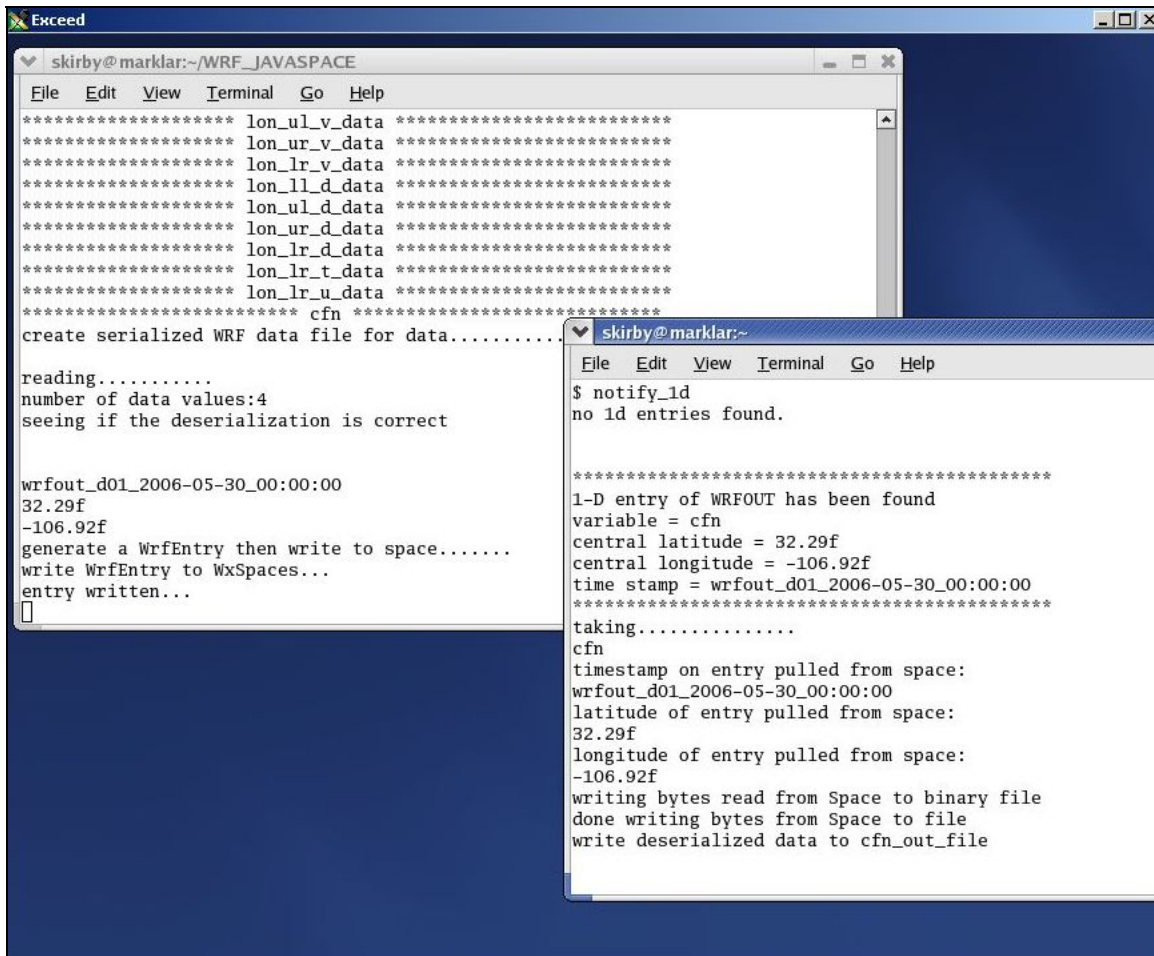 Exceed
skirby@marklar:~/WRF_JAVASPACE
File Edit View Terminal Go Help
******************** lon_ul_v_data **************************
******************** lon_ur_v_data **************************
******************** lon_lr_v_data **************************
******************** lon_ll_d_data **************************
******************** lon_ul_d_data **************************
******************** lon_ur_d_data **************************
******************** lon_lr_d_data **************************
******************** lon_lr_t_data **************************
******************** lon_lr_u_data **************************
************************** cfn *****************************
create serialized WRF data file for data...........
reading...........
number of data values:4
seeing if the deserialization is correct
wrfout_d01_2006-05-30_00:00:00
32.29f
-106.92f
generate a WrfEntry then write to space.......
write WrfEntry to WxSpaces...
entry written...
skirby@marklar:~
File Edit View Terminal Go Help
$ notify_1d
no 1d entries found.
*********************************************
1-D entry of WRFOUT has been found
variable = cfn
central latitude = 32.29f
central longitude = -106.92f
time stamp = wrfout_d01_2006-05-30_00:00:00
*********************************************
taking...............
cfn
timestamp on entry pulled from space:
wrfout_d01_2006-05-30_00:00:00
latitude of entry pulled from space:
32.29f
longitude of entry pulled from space:
-106.92f
writing bytes read from Space to binary file
done writing bytes from Space to file
write deserialized data to cfn_out_file